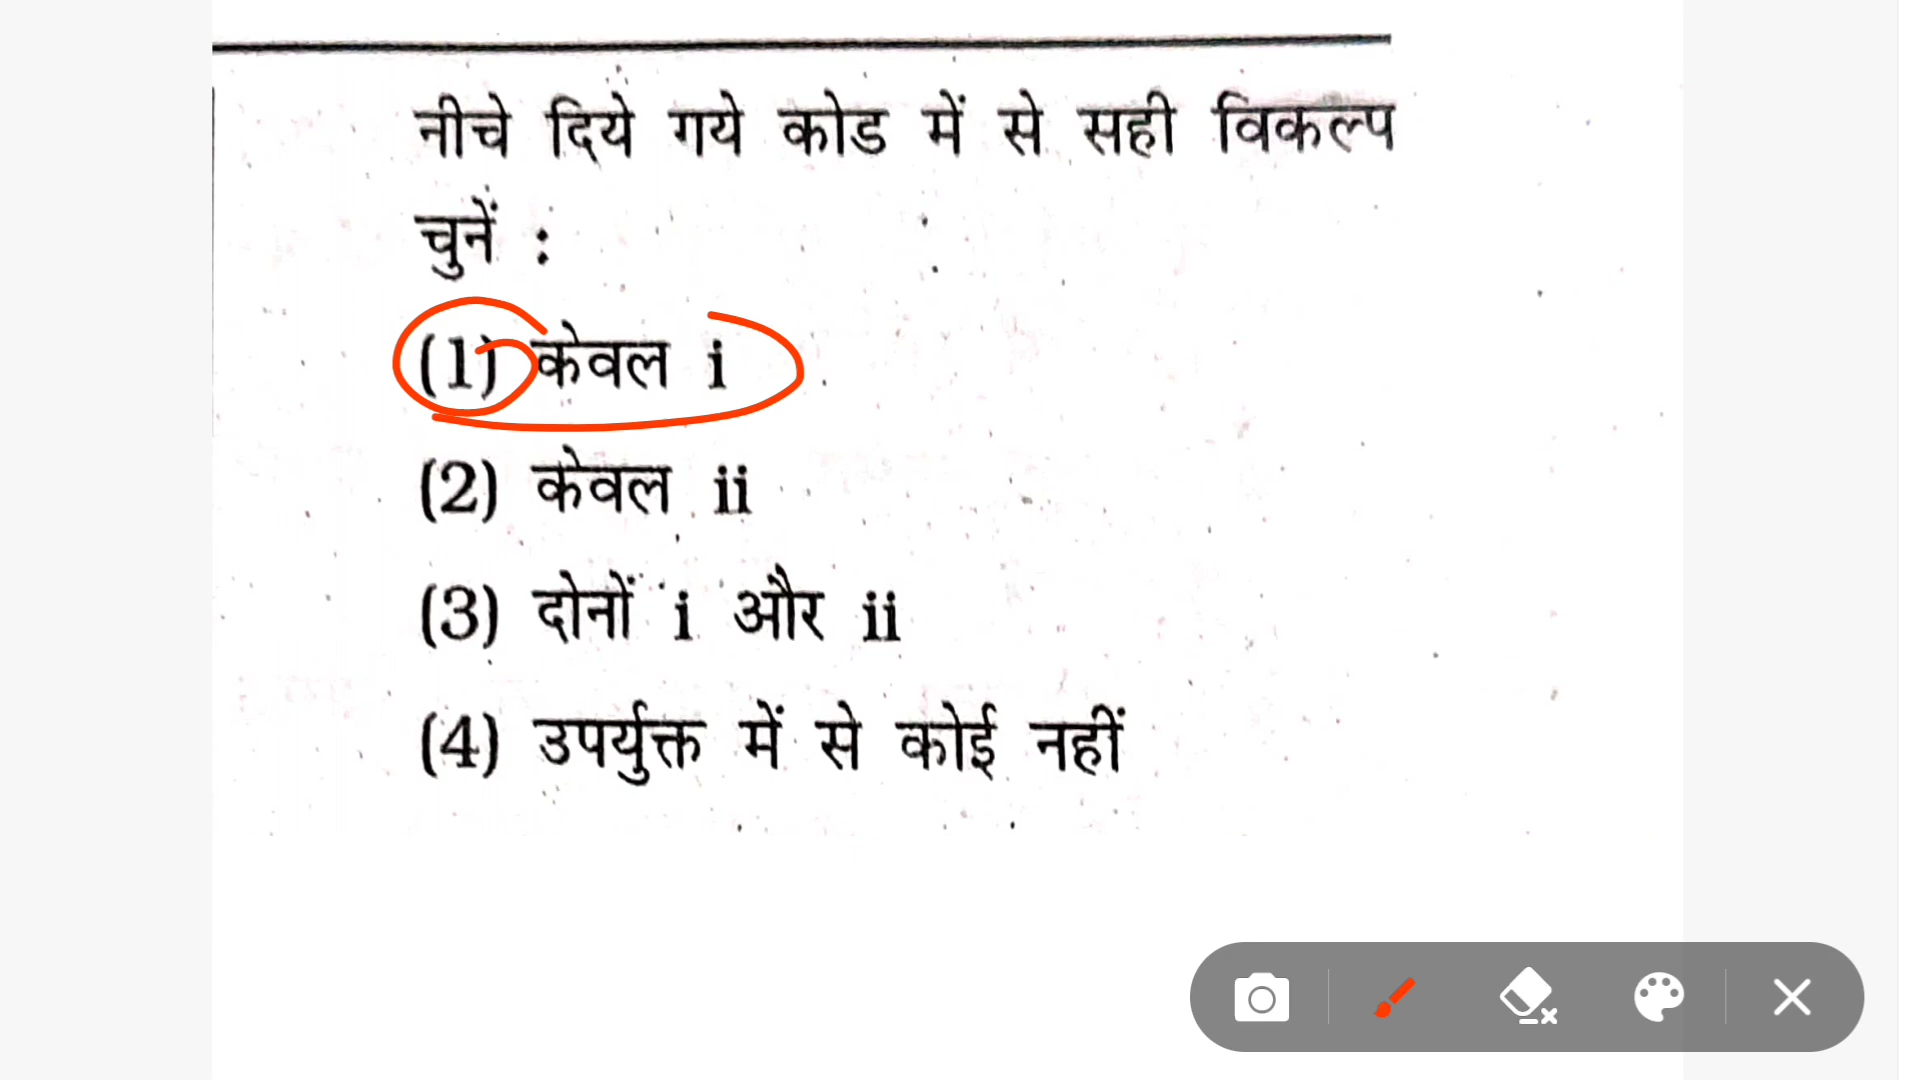 नीचे दिये गये कोड में से सही विकल्प
चुनें :
(1) केवल i
(2) केवल ii
(3) दोनों i और ii
(4) उपर्युक्त में से कोई नहीं